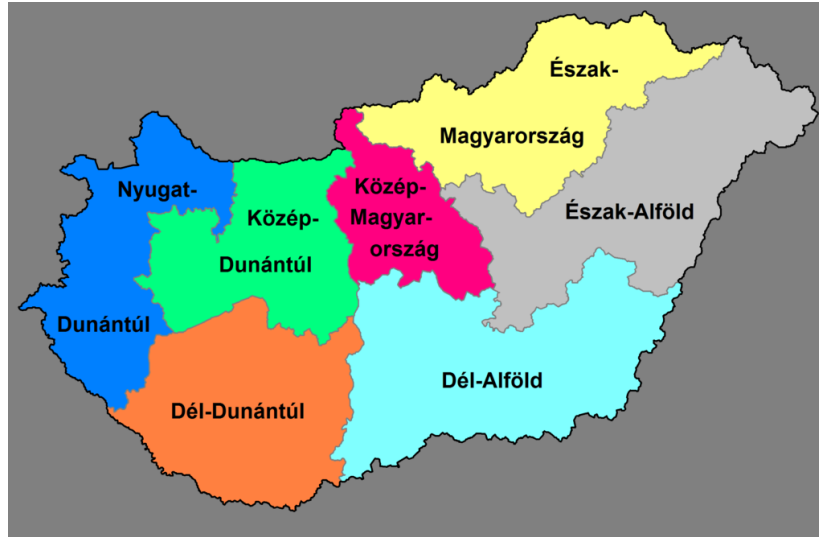 Észak-
Magyarország
Nyugat-
Dunántúl
Közép-
Dunántúl
Közép-
Magyar-
ország
Észak-Alföld
Dél-Dunántúl
Dél-Alföld